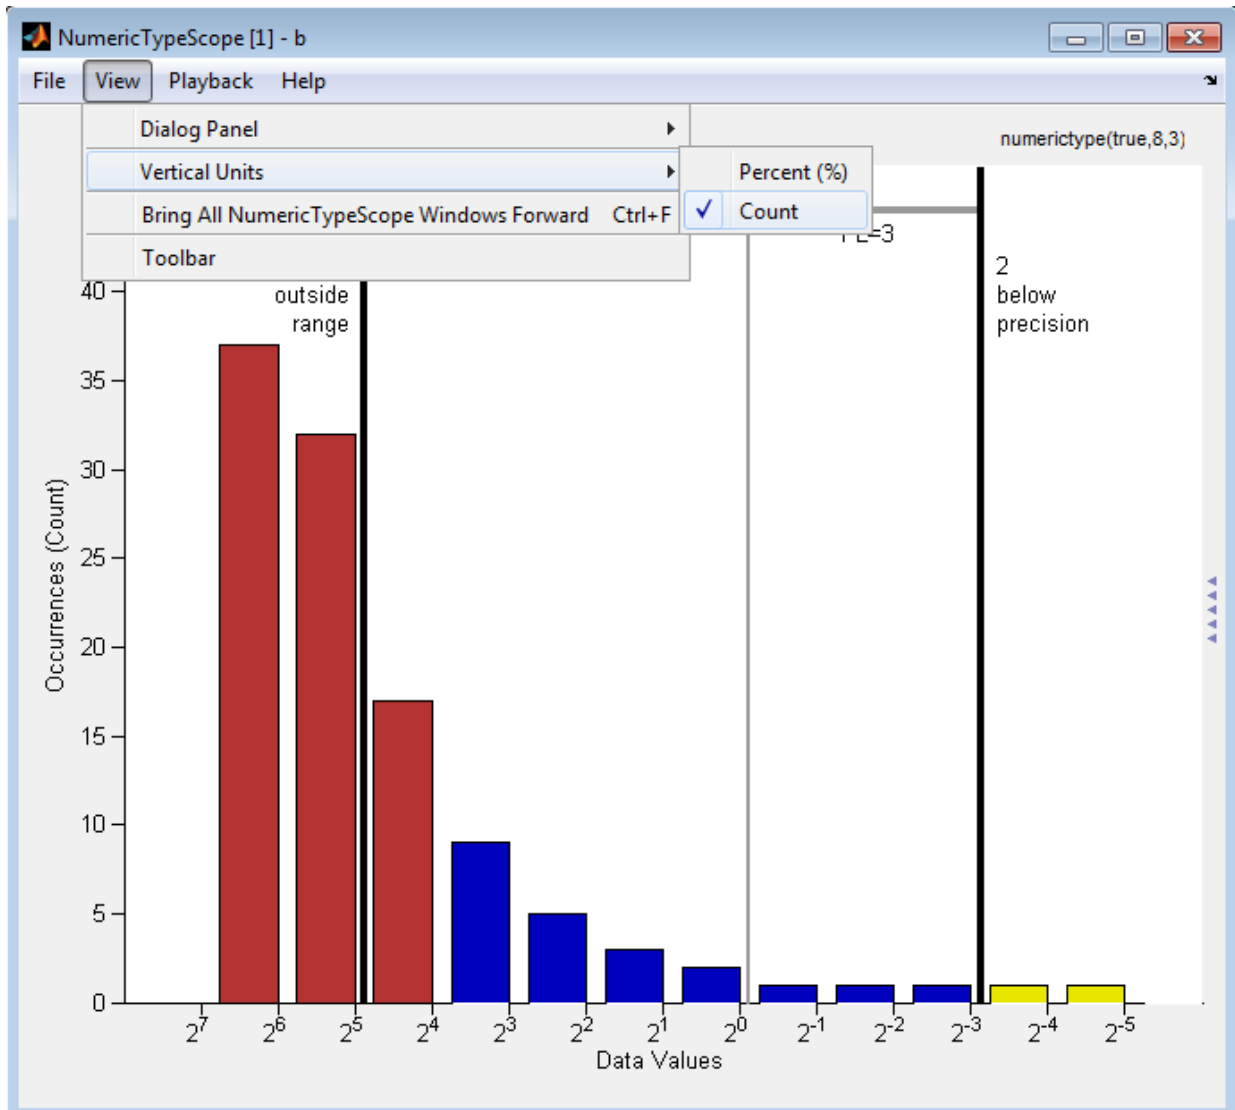 NumericTypeScope [1] - b
File View Playback Help
Dialog Panel
Vertical Units
Bring All NumericTypeScope Windows Forward Ctrl+F
Toolbar
Percent (%)
Count
numerictype(true,8,3)
=3
outside
range
2
below
precision
40
35
30
25
20
15
10
5
0
Occurrences (Count)
2^7 2^6 2^5 2^4 2^3 2^2 2^1 2^0 2^-1 2^-2 2^-3 2^-4 2^-5
Data Values